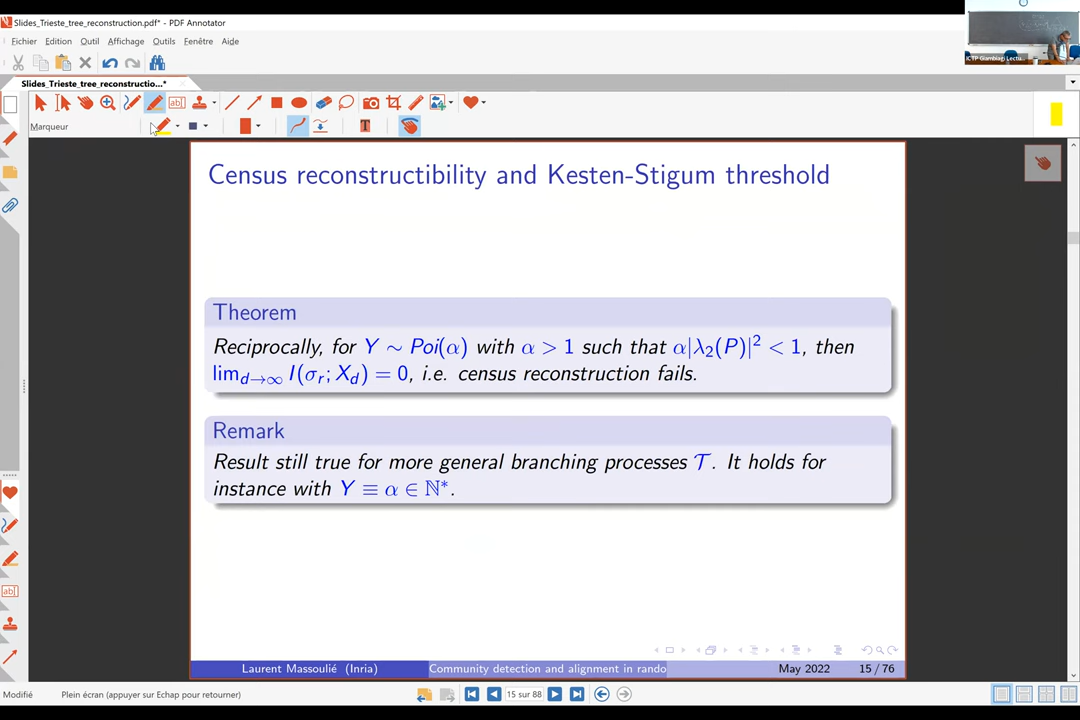 Slides_Trieste_tree_reconstruction.pdf* - PDF Annotator
Fichier Edition Outil Affichage Outils Fenêtre Aide
Slides_Trieste_tree_reconstructio...*
Marqueur
Census reconstructibility and Kesten-Stigum threshold
Theorem
Reciprocally, for Y ∼ Poi(α) with α > 1 such that α|λ₂(P)|² < 1, then
lim_{d→∞} I(σ_r; X_d) = 0, i.e. census reconstruction fails.
Remark
Result still true for more general branching processes 𝒯. It holds for
instance with Y ≡ α ∈ ℕ*.
Laurent Massoulié (Inria) Community detection and alignment in rando May 2022 15 / 76
Modifié Plein écran (appuyer sur Echap pour retourner) 15 sur 88
ICTP Giambiagi Lectu...